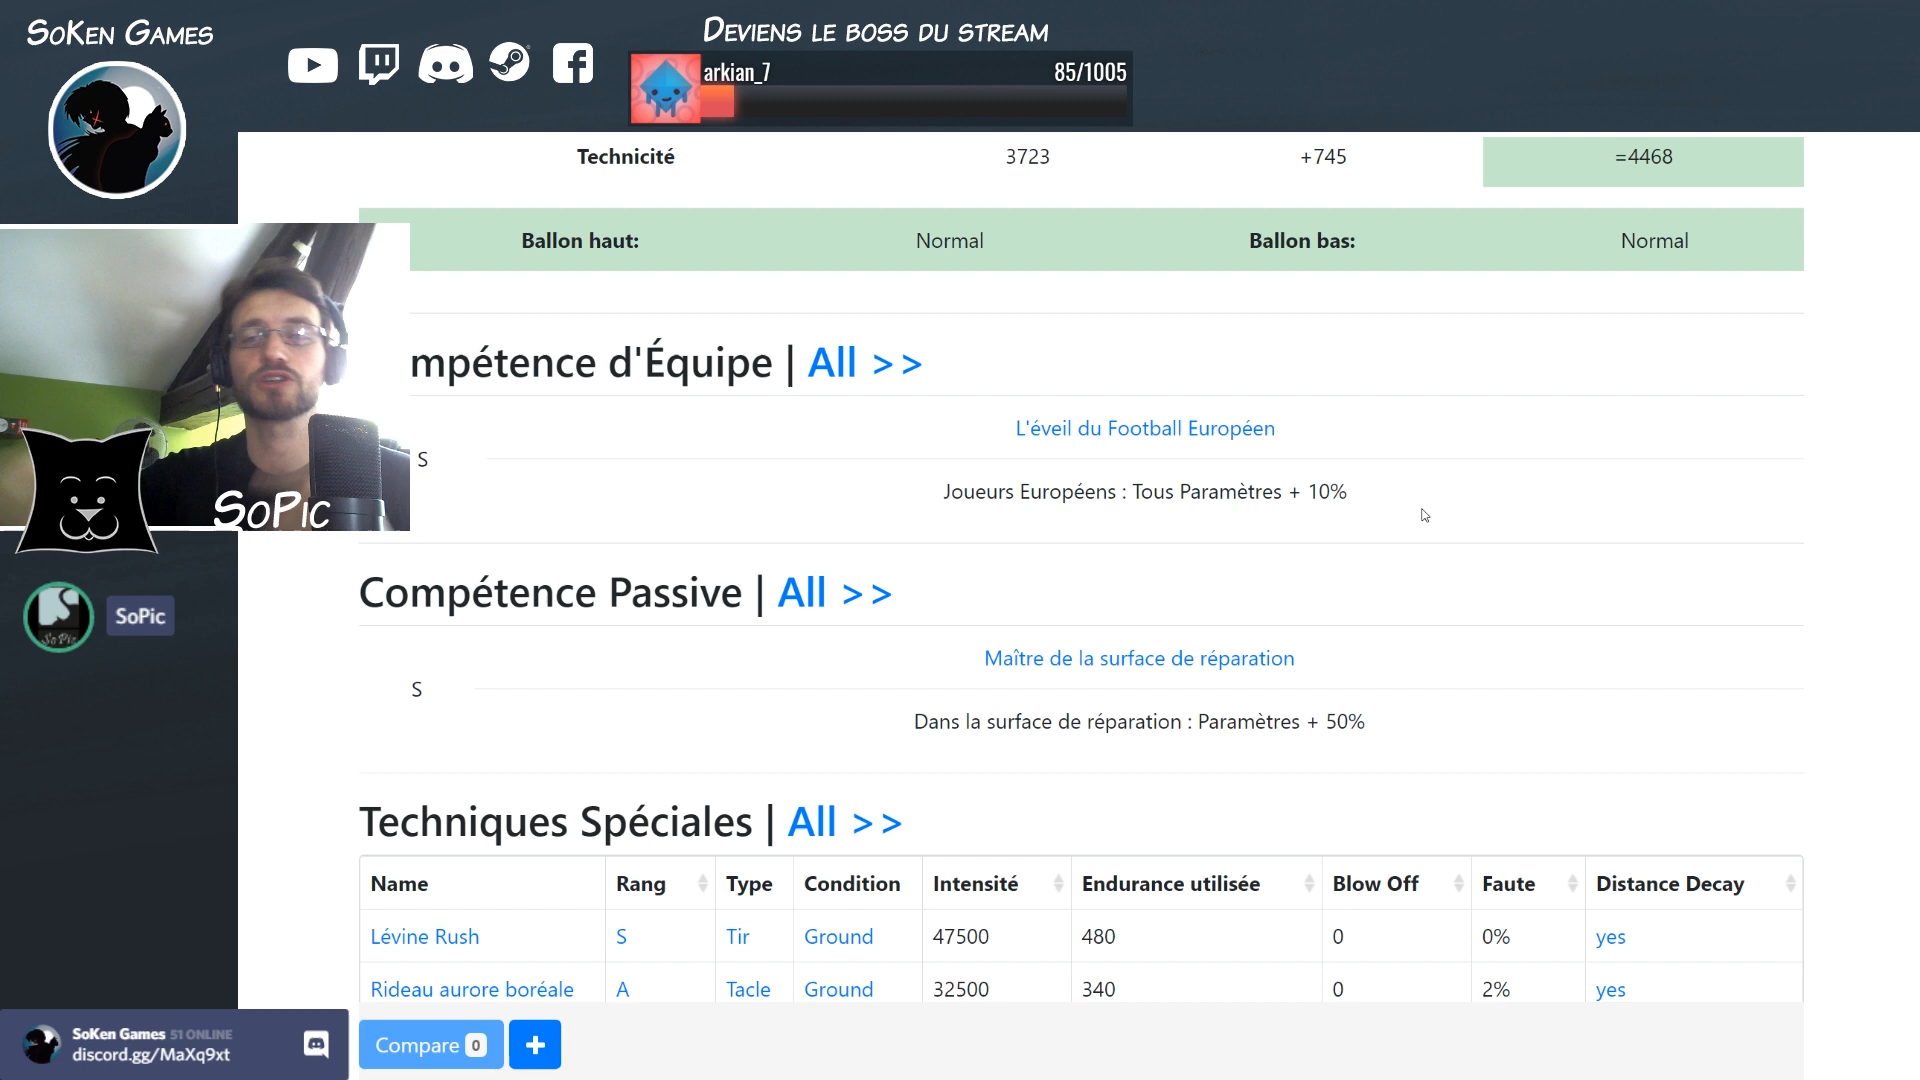 SoKen Games
Deviens le boss du stream
arkian_7 85/1005
Technicité 3723 +745 =4468
Ballon haut: Normal Ballon bas: Normal
mpétence d'Équipe | All >>
L'éveil du Football Européen
S
Joueurs Européens : Tous Paramètres + 10%
SoPic
Compétence Passive | All >>
SoPic
Maître de la surface de réparation
S
Dans la surface de réparation : Paramètres + 50%
Techniques Spéciales | All >>
Name Rang Type Condition Intensité Endurance utilisée Blow Off Faute Distance Decay
Lévine Rush S Tir Ground 47500 480 0 0% yes
Rideau aurore boréale A Tacle Ground 32500 340 0 2% yes
SoKen Games 51 ONLINE
discord.gg/MaXq9xt
Compare 0 +